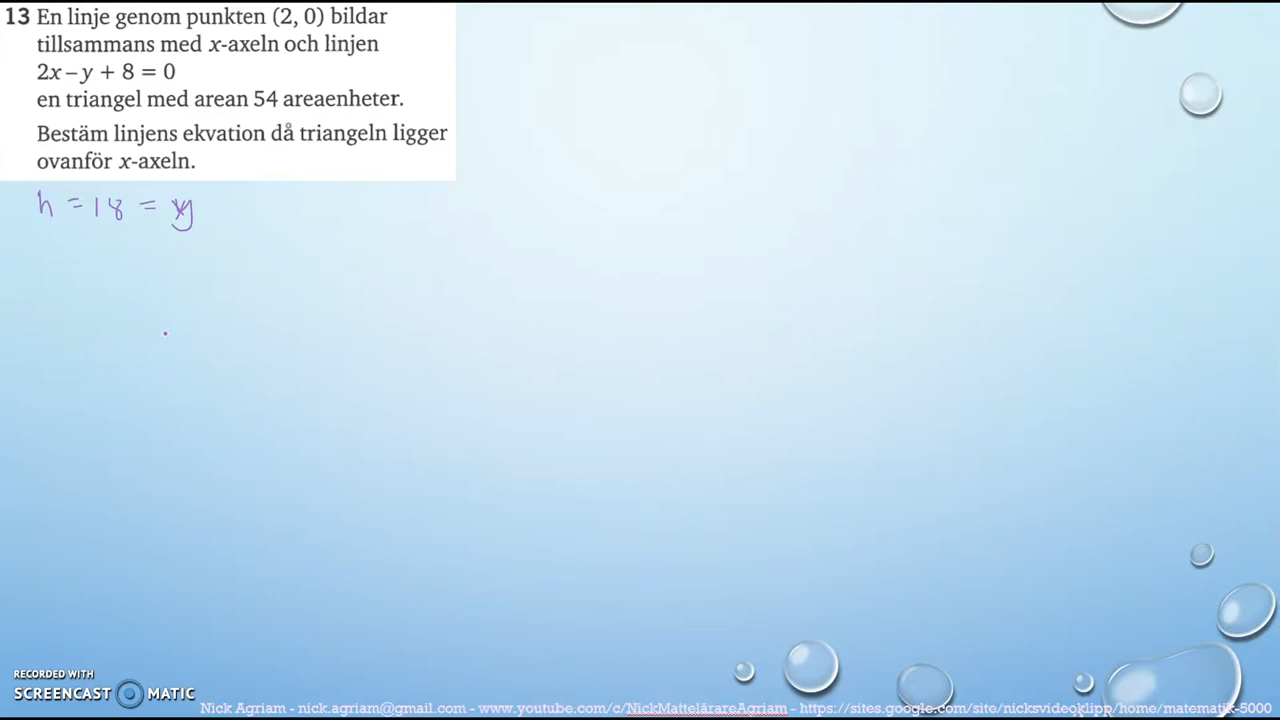 13 En linje genom punkten (2, 0) bildar
tillsammans med x-axeln och linjen
2x – y + 8 = 0
en triangel med arean 54 areaenheter.
Bestäm linjens ekvation då triangeln ligger
ovanför x-axeln.
h = 18 = y
RECORDED WITH
SCREENCAST MATIC
Nick Agriam - nick.agriam@gmail.com - www.youtube.com/c/NickMattelärareAgriam - https://sites.google.com/site/nicksvideoklipp/home/matematik-5000